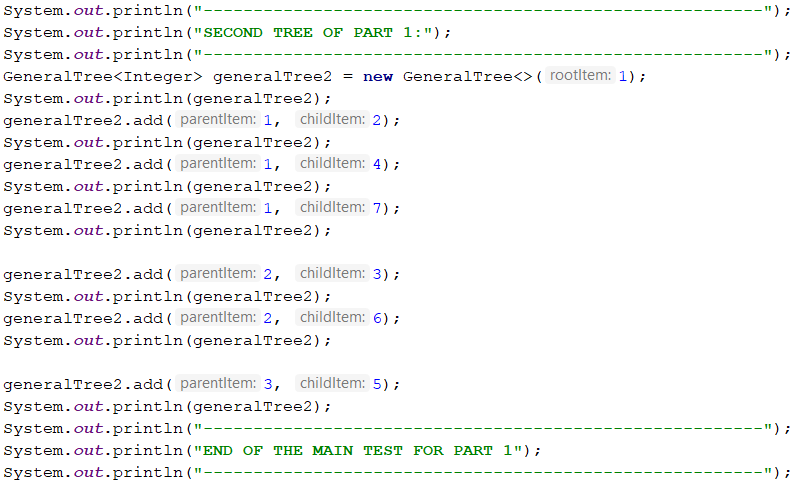 System.out.println("--------------------------------------------------------");
System.out.println("SECOND TREE OF PART 1:");
System.out.println("--------------------------------------------------------");
GeneralTree<Integer> generalTree2 = new GeneralTree<>( rootItem: 1);
System.out.println(generalTree2);
generalTree2.add( parentItem: 1, childItem: 2);
System.out.println(generalTree2);
generalTree2.add( parentItem: 1, childItem: 4);
System.out.println(generalTree2);
generalTree2.add( parentItem: 1, childItem: 7);
System.out.println(generalTree2);
generalTree2.add( parentItem: 2, childItem: 3);
System.out.println(generalTree2);
generalTree2.add( parentItem: 2, childItem: 6);
System.out.println(generalTree2);
generalTree2.add( parentItem: 3, childItem: 5);
System.out.println(generalTree2);
System.out.println("--------------------------------------------------------");
System.out.println("END OF THE MAIN TEST FOR PART 1");
System.out.println("--------------------------------------------------------");